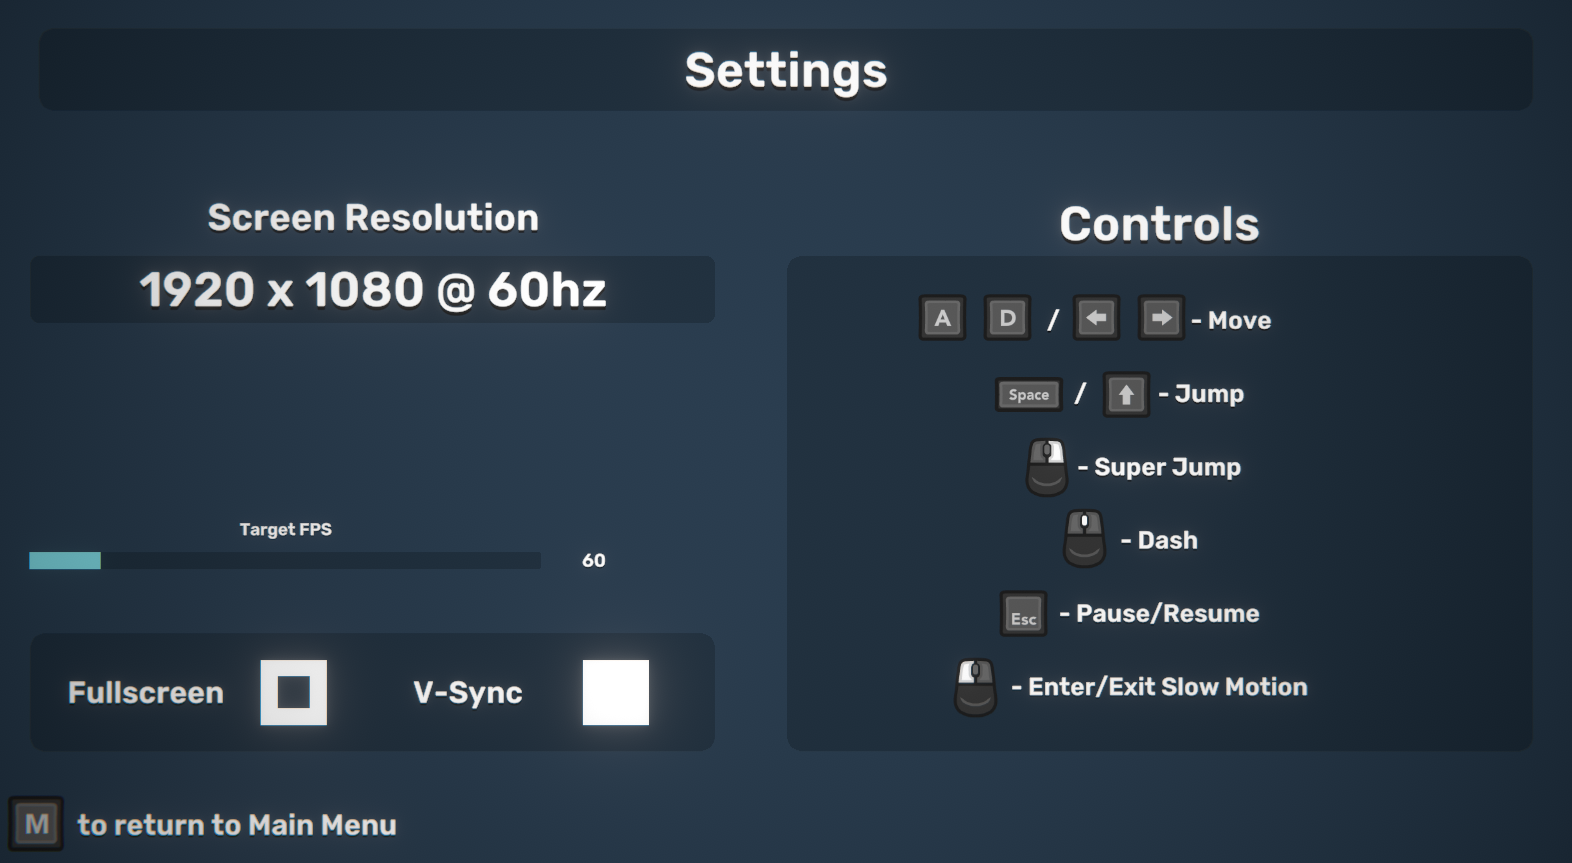 Settings
Screen Resolution
1920 x 1080 @ 60hz
Target FPS
60
Fullscreen
V-Sync
Controls
A D / - Move
Space / - Jump
- Super Jump
- Dash
Esc - Pause/Resume
- Enter/Exit Slow Motion
M to return to Main Menu